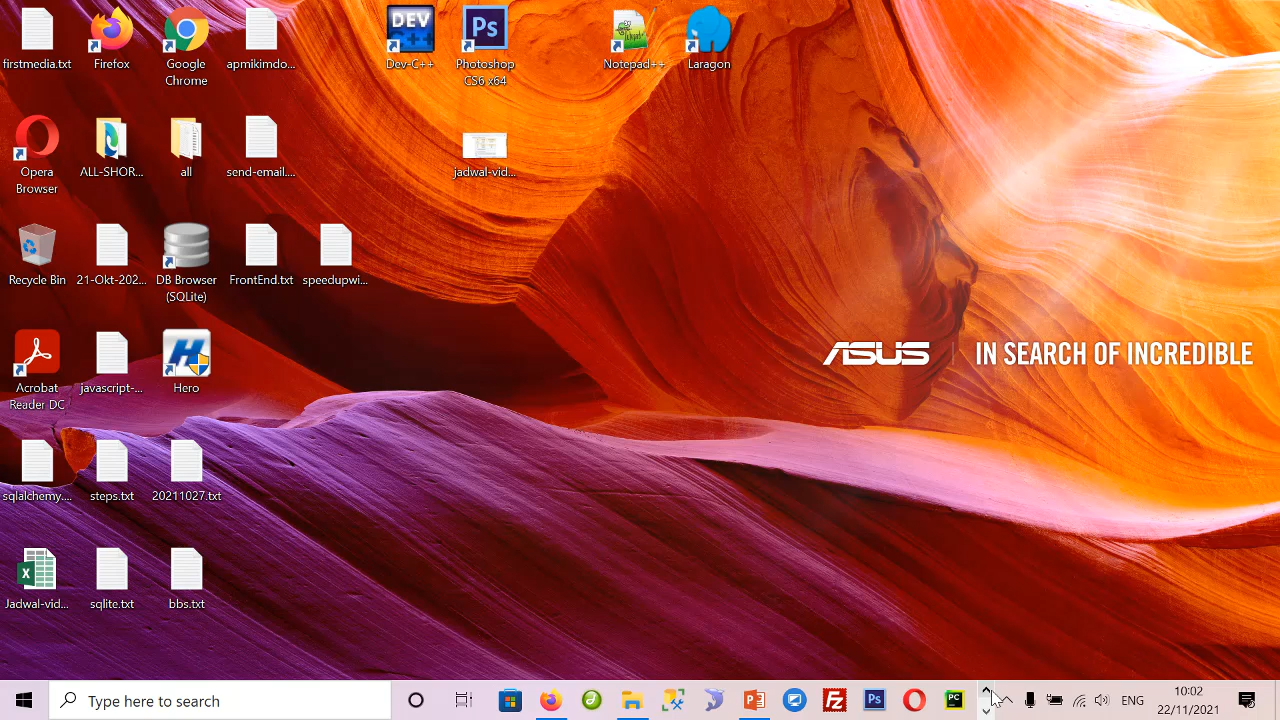 firstmedia.txt
Firefox
Google
Chrome
apmikimdo...
DEV
C++
Dev-C++
Ps
Photoshop
CS6 x64
Notepad++
Laragon
Opera
Browser
ALL-SHOR...
all
send-email....
jadwal-vid...
Recycle Bin
21-Okt-202...
DB Browser
(SQLite)
FrontEnd.txt
speedupwi...
Acrobat
Reader DC
javascript-...
H
Hero
ASUS
IN SEARCH OF INCREDIBLE
sqlalchemy....
steps.txt
20211027.txt
X
Jadwal-vid...
sqlite.txt
bbs.txt
Type here to search
P
Fz
Ps
PC
ENG
10:02
22/11/2021